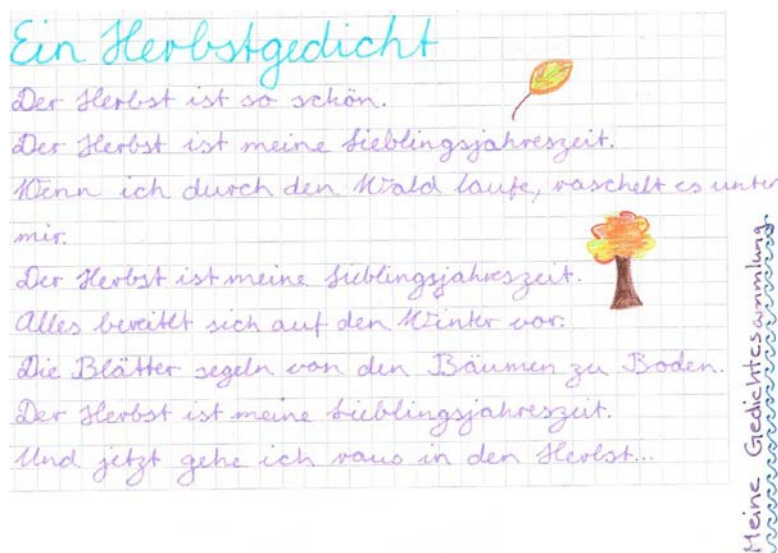 Ein Herbstgedicht
Der Herbst ist so schön.
Der Herbst ist meine Lieblingsjahreszeit.
Wenn ich durch den Wald laufe, raschelt es unter
mir.
Der Herbst ist meine Lieblingsjahreszeit.
Alles bereitet sich auf den Winter vor.
Die Blätter segeln von den Bäumen zu Boden.
Der Herbst ist meine Lieblingsjahreszeit.
Und jetzt gehe ich raus in den Herbst...
Meine Gedichtesammlung